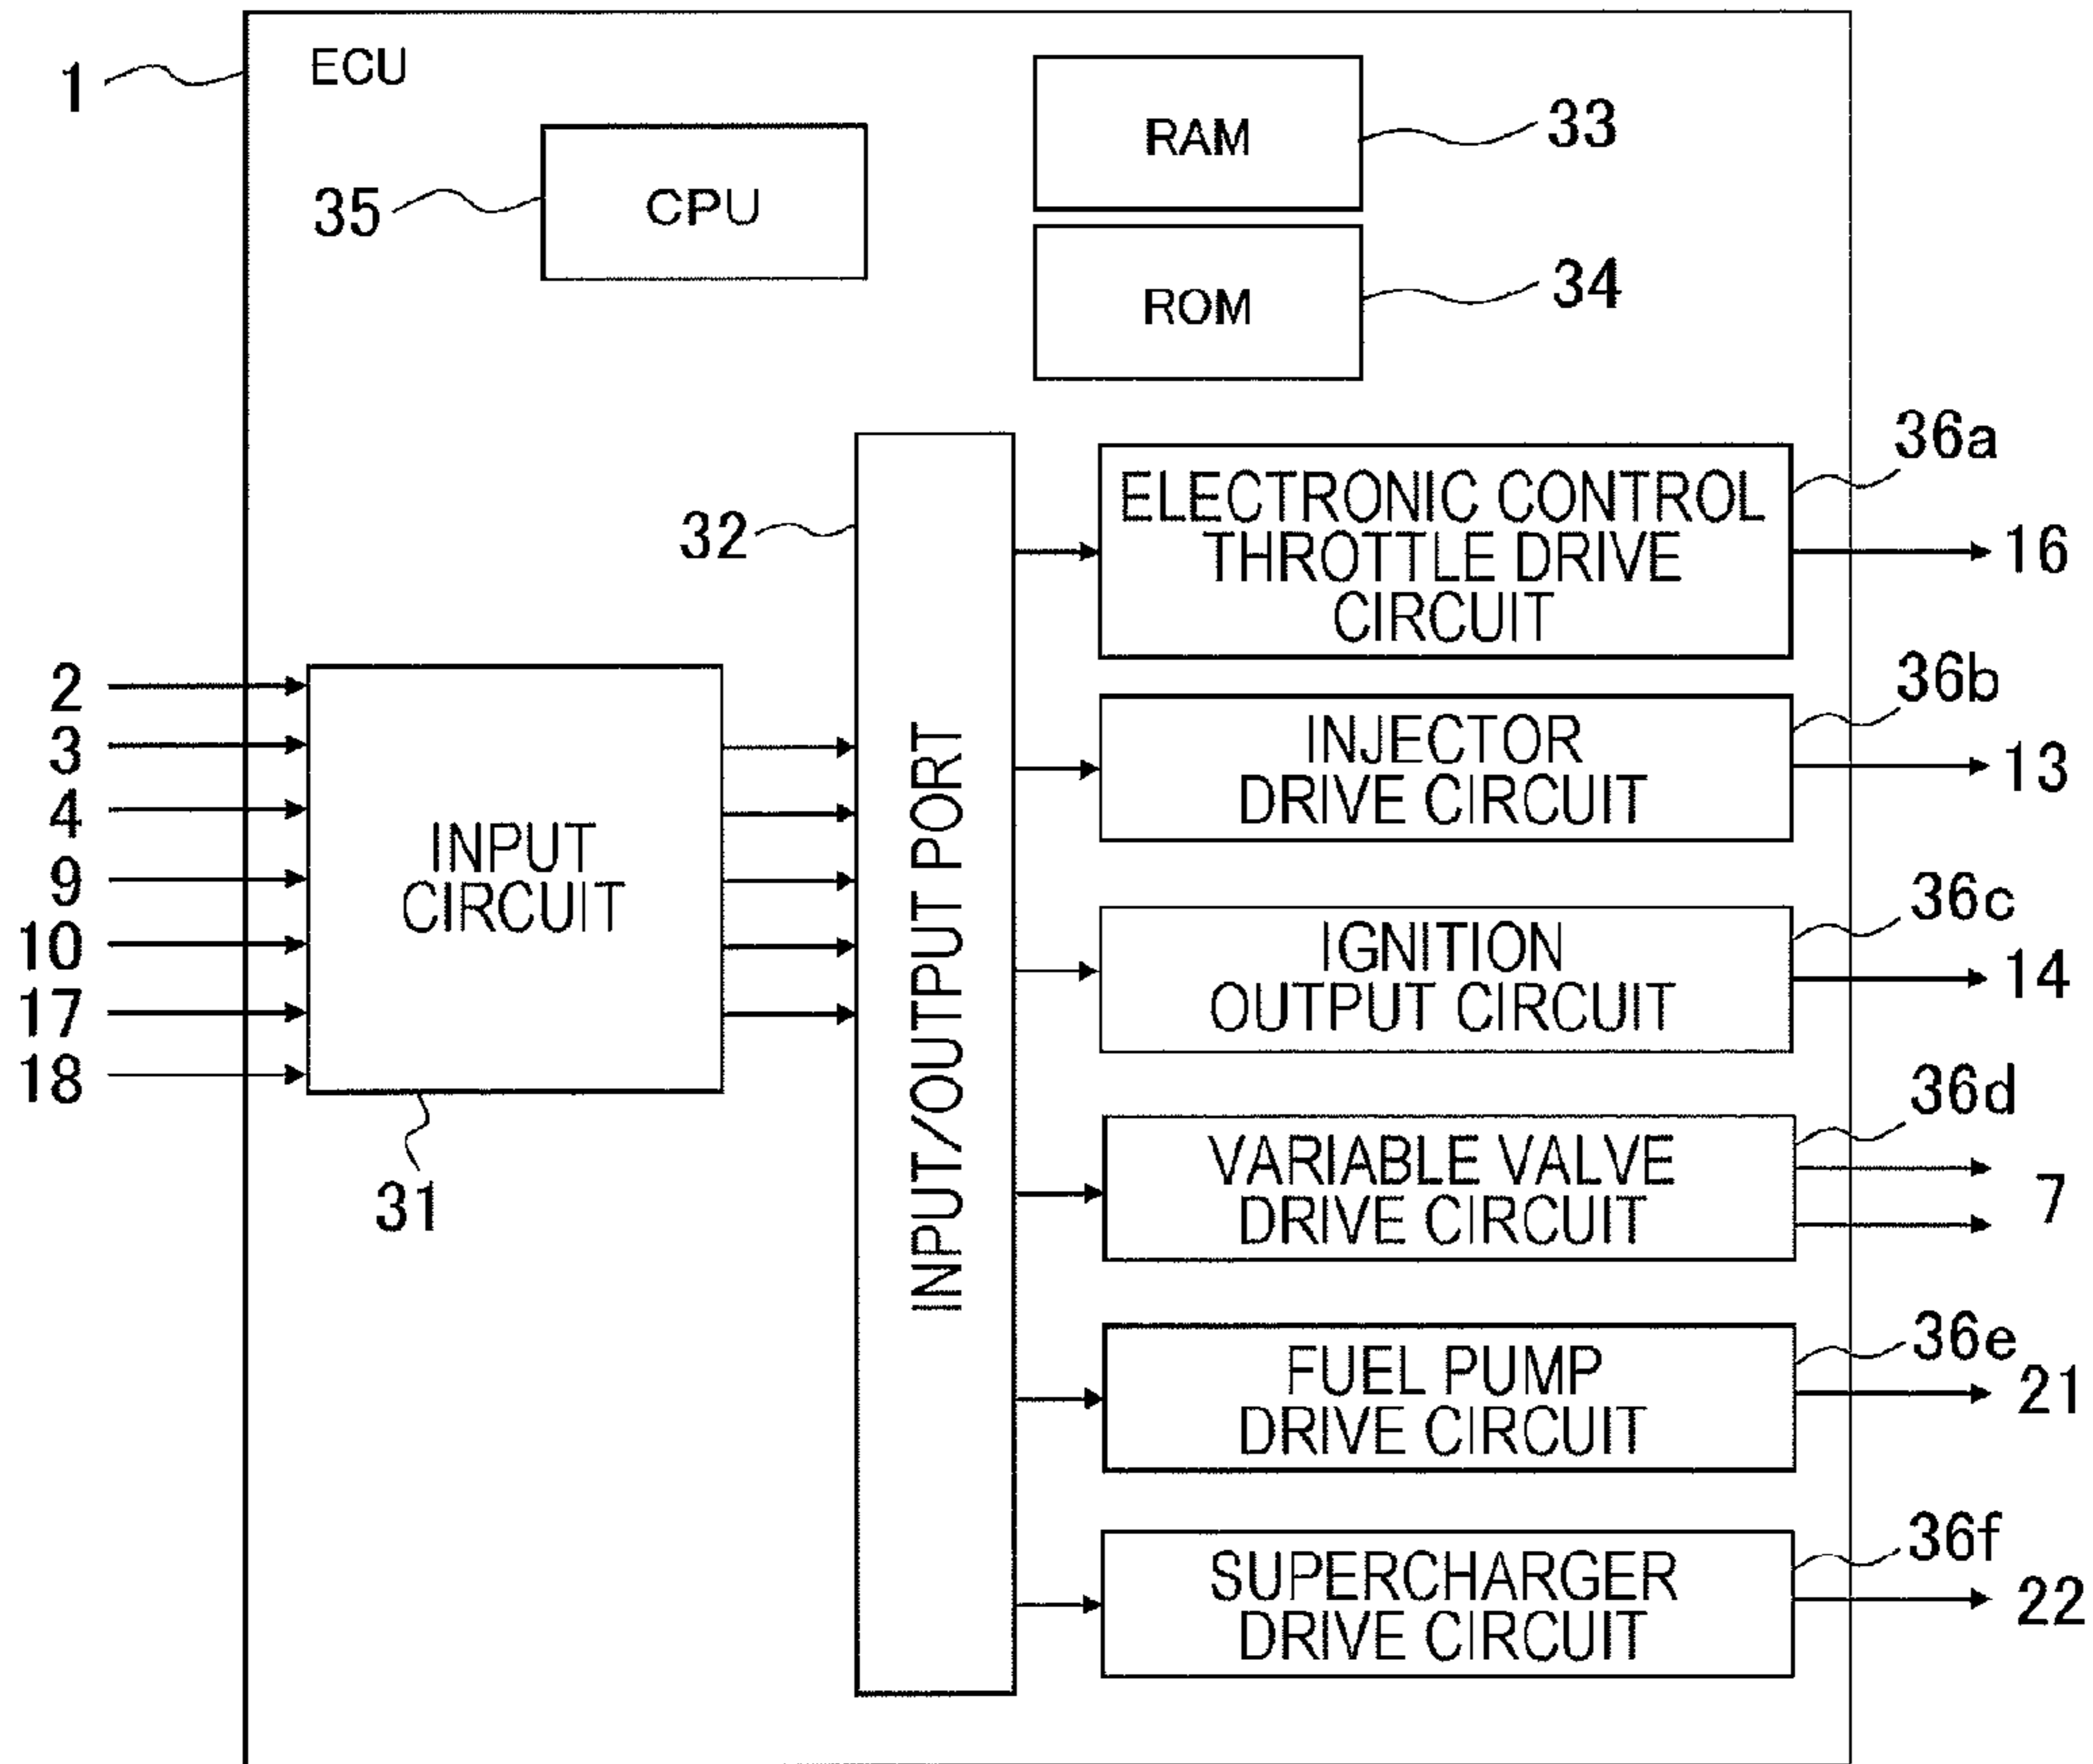 1
ECU
RAM
33
35
CPU
ROM
34
36a
ELECTRONIC CONTROL
THROTTLE DRIVE
CIRCUIT
16
32
36b
INJECTOR
DRIVE CIRCUIT
13
2
3
4
9
10
17
18
INPUT
CIRCUIT
31
INPUT/OUTPUT PORT
36c
IGNITION
OUTPUT CIRCUIT
14
36d
VARIABLE VALVE
DRIVE CIRCUIT
7
36e
FUEL PUMP
DRIVE CIRCUIT
21
36f
SUPERCHARGER
DRIVE CIRCUIT
22